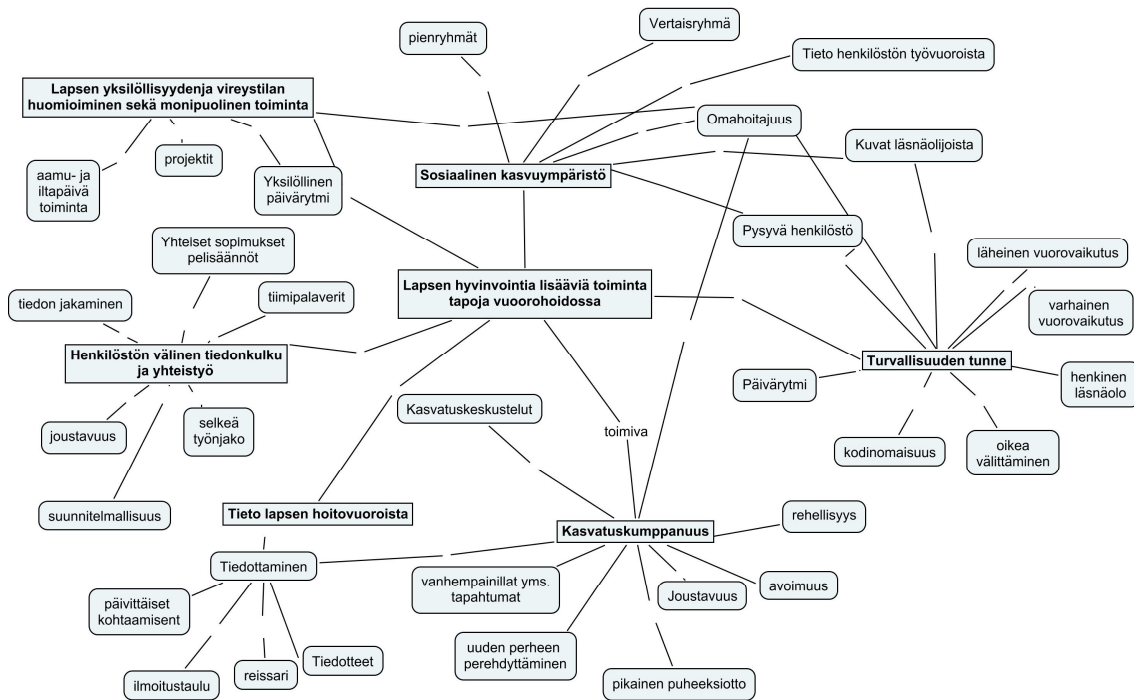 Vertaisryhmä
pienryhmät
Tieto henkilöstön työvuoroista
Lapsen yksilöllisyydenja vireystilan
huomioiminen sekä monipuolinen toiminta
Omahoitajuus
Kuvat läsnäolijoista
projektit
aamu- ja
iltapäivä
toiminta
Yksilöllinen
päivärytmi
Sosiaalinen kasvuympäristö
Pysyvä henkilöstö
Yhteiset sopimukset
pelisäännöt
läheinen vuorovaikutus
Lapsen hyvinvointia lisääviä toiminta
tapoja vuoorohoidossa
tiedon jakaminen
tiimipalaverit
varhainen
vuorovaikutus
Henkilöstön välinen tiedonkulku
ja yhteistyö
Turvallisuuden tunne
Päivärytmi
henkinen
läsnäolo
Kasvatuskeskustelut
joustavuus
selkeä
työnjako
toimiva
kodinomaisuus
oikea
välittäminen
suunnitelmallisuus
Tieto lapsen hoitovuoroista
Kasvatuskumppanuus
rehellisyys
Tiedottaminen
vanhempainillat yms.
tapahtumat
Joustavuus
avoimuus
päivittäiset
kohtaamisent
uuden perheen
perehdyttäminen
ilmoitustaulu
reissari
Tiedotteet
pikainen puheeksiotto